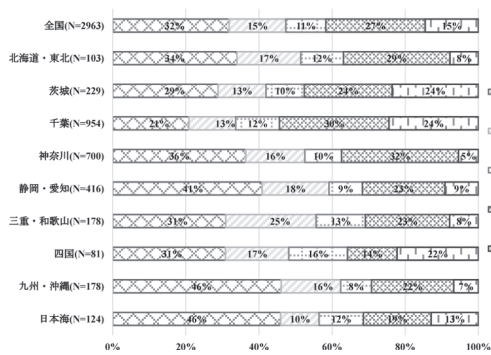 全国(N=2963) 32% 15% 11% 27% 15%
北海道・東北(N=103) 34% 17% 12% 29% 8%
茨城(N=229) 29% 13% 10% 24% 24%
千葉(N=954) 21% 13% 12% 30% 24%
神奈川(N=700) 36% 16% 10% 32% 5%
静岡・愛知(N=416) 41% 18% 9% 23% 9%
三重・和歌山(N=178) 31% 25% 13% 23% 8%
四国(N=81) 31% 17% 16% 14% 22%
九州・沖縄(N=178) 46% 16% 8% 22% 7%
日本海(N=124) 46% 10% 12% 19% 13%
0% 20% 40% 60% 80% 100%